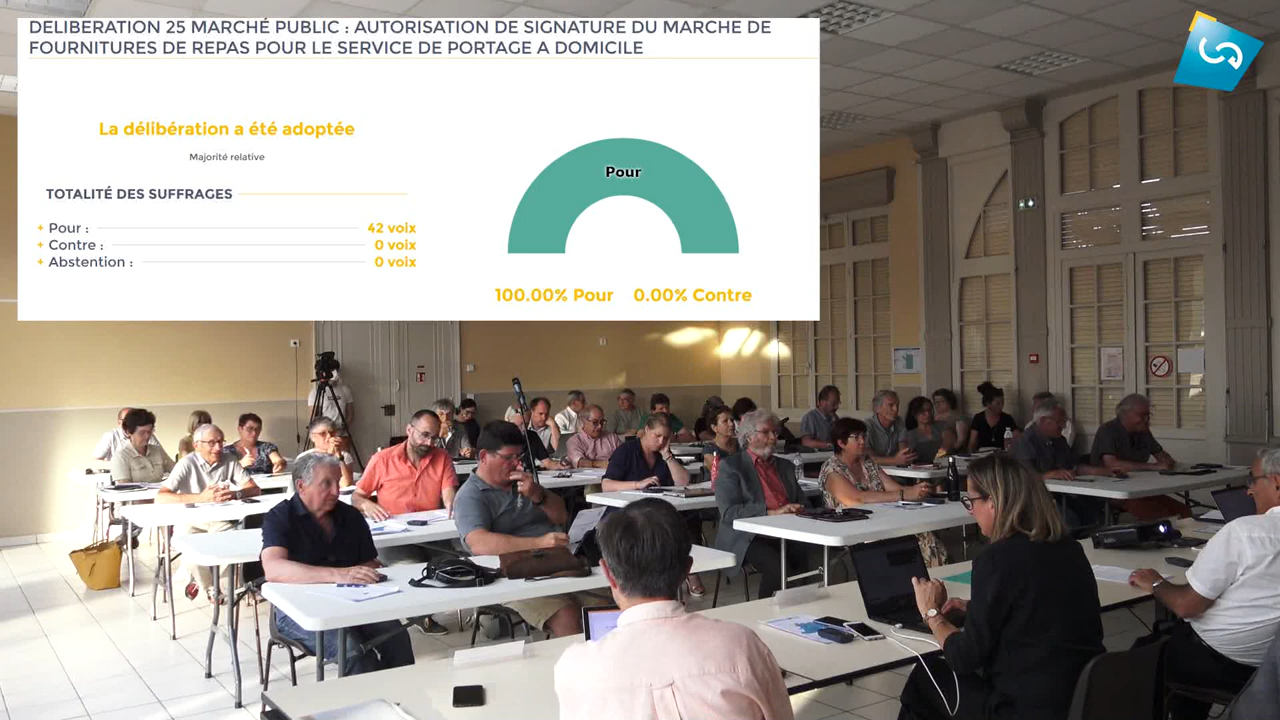 DELIBERATION 25 MARCHÉ PUBLIC : AUTORISATION DE SIGNATURE DU MARCHE DE
FOURNITURES DE REPAS POUR LE SERVICE DE PORTAGE A DOMICILE
La délibération a été adoptée
Majorité relative
TOTALITÉ DES SUFFRAGES
+ Pour : 42 voix
+ Contre : 0 voix
+ Abstention : 0 voix
Pour
100.00% Pour 0.00% Contre